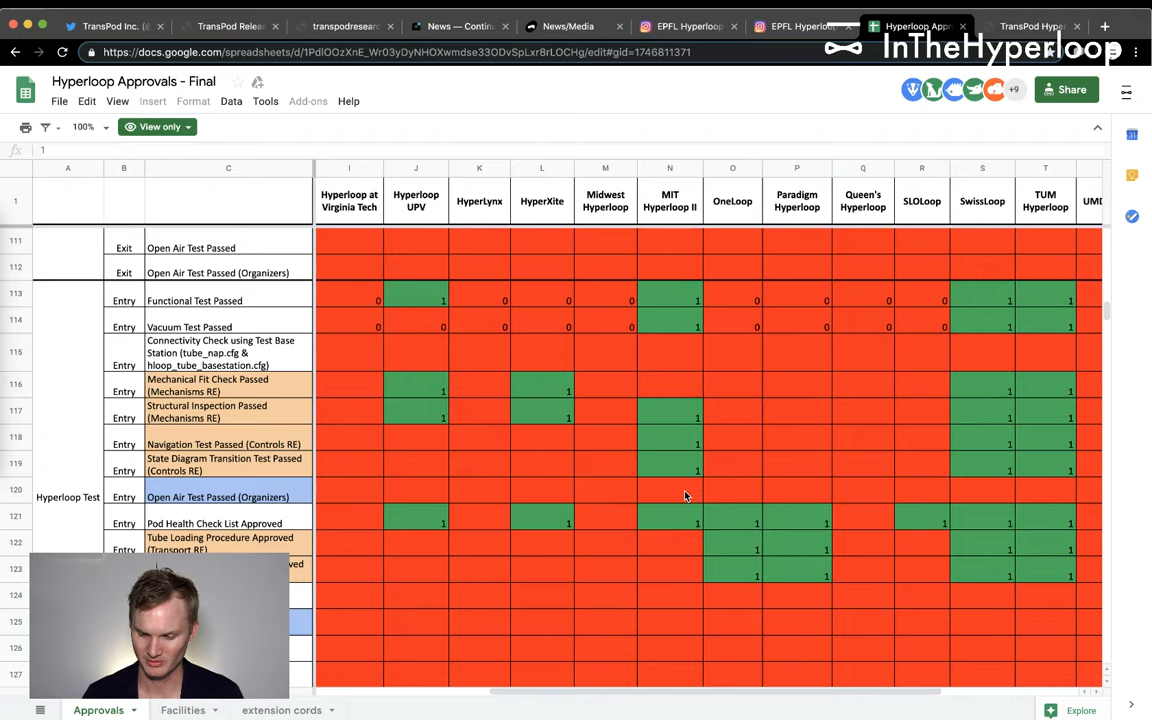 TransPod Inc. (@
TransPod Relea
transpodresearc
News — Contin
News/Media
EPFL Hyperloop
EPFL Hyperloo
Hyperloop Appr
TransPod Hyper
InTheHyperloop
https://docs.google.com/spreadsheets/d/1PdlOOzXnE_Wr03yDyNHOXwmdse33ODvSpLxr8rLOCHg/edit#gid=1746811371
Hyperloop Approvals - Final
File Edit View Insert Format Data Tools Add-ons Help
+9
Share
100%
View only
fx 1
A B C I J K L M N O P Q R S T
1
Hyperloop at Virginia Tech
Hyperloop UPV
HyperLynx
HyperXite
Midwest Hyperloop
MIT Hyperloop II
OneLoop
Paradigm Hyperloop
Queen's Hyperloop
SLOLoop
SwissLoop
TUM Hyperloop
UMD
111 Exit Open Air Test Passed
112 Exit Open Air Test Passed (Organizers)
113 Entry Functional Test Passed 0 1 0 0 0 1 0 0 0 0 1 1
114 Entry Vacuum Test Passed 0 0 0 0 0 1 0 0 0 0 1 1
115 Entry Connectivity Check using Test Base
Station (tube_nap.cfg &
hloop_tube_basestation.cfg)
116 Entry Mechanical Fit Check Passed
(Mechanisms RE) 1 1 1 1
117 Entry Structural Inspection Passed
(Mechanisms RE) 1 1 1 1 1
118 Entry Navigation Test Passed (Controls RE) 1 1 1
119 Entry State Diagram Transition Test Passed
(Controls RE) 1 1 1
Hyperloop Test
120 Entry Open Air Test Passed (Organizers)
121 Entry Pod Health Check List Approved 1 1 1 1 1 1 1 1
122 Entry Tube Loading Procedure Approved
(Transport RE) 1 1 1 1
123 oved 1 1 1 1
124
125
126
127
Approvals
Facilities
extension cords
Explore